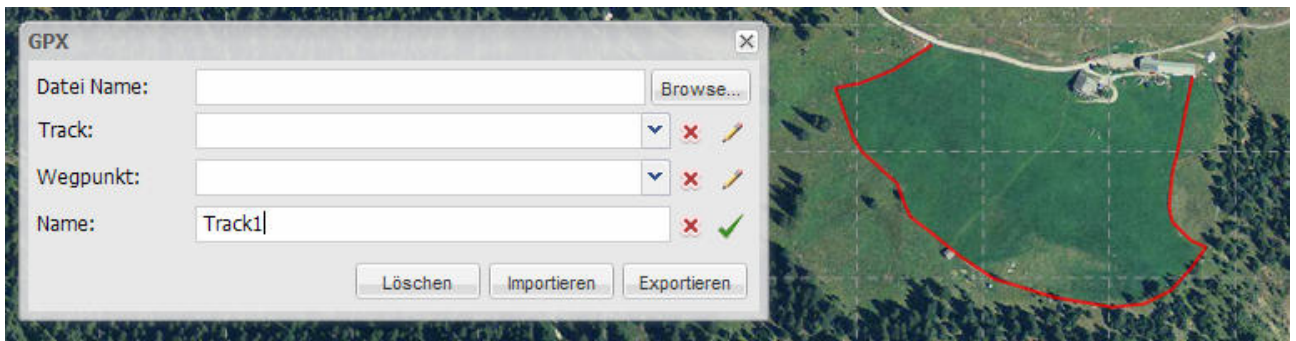 GPX
Datei Name:
Browse...
Track:
Wegpunkt:
Name:
Track1
Löschen
Importieren
Exportieren